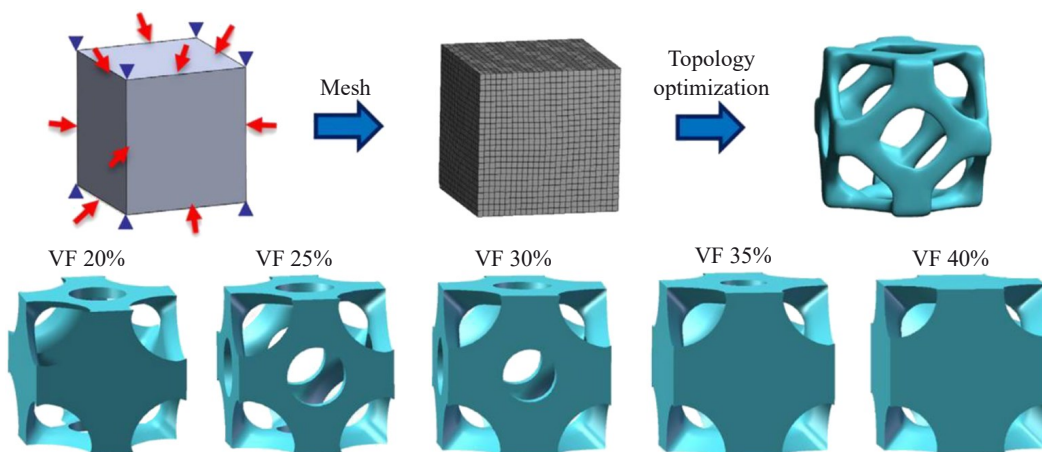 Mesh
Topology
optimization
VF 20%
VF 25%
VF 30%
VF 35%
VF 40%